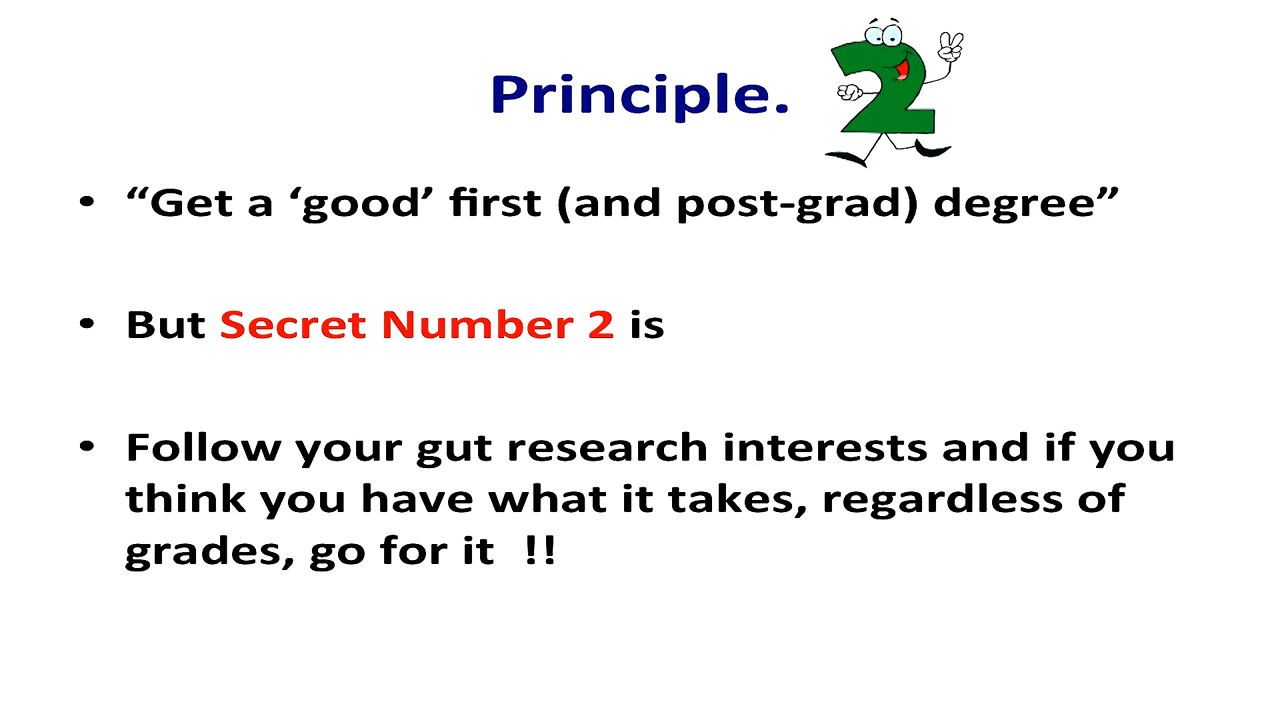 Principle. 2
• “Get a ‘good’ first (and post-grad) degree”
• But Secret Number 2 is
• Follow your gut research interests and if you
think you have what it takes, regardless of
grades, go for it  !!